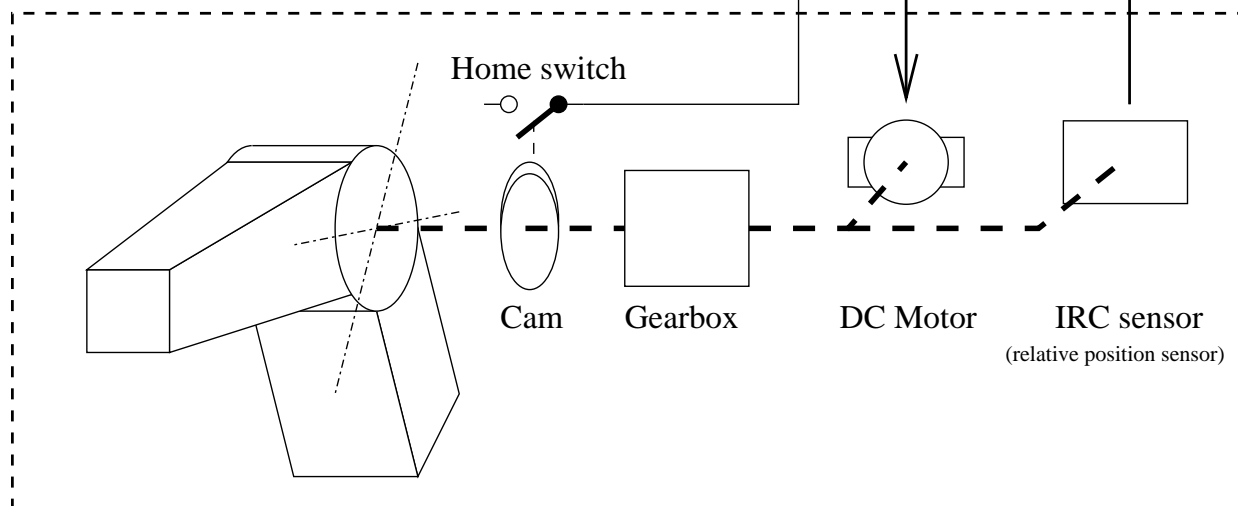 Home switch
Cam
Gearbox
DC Motor
IRC sensor
(relative position sensor)